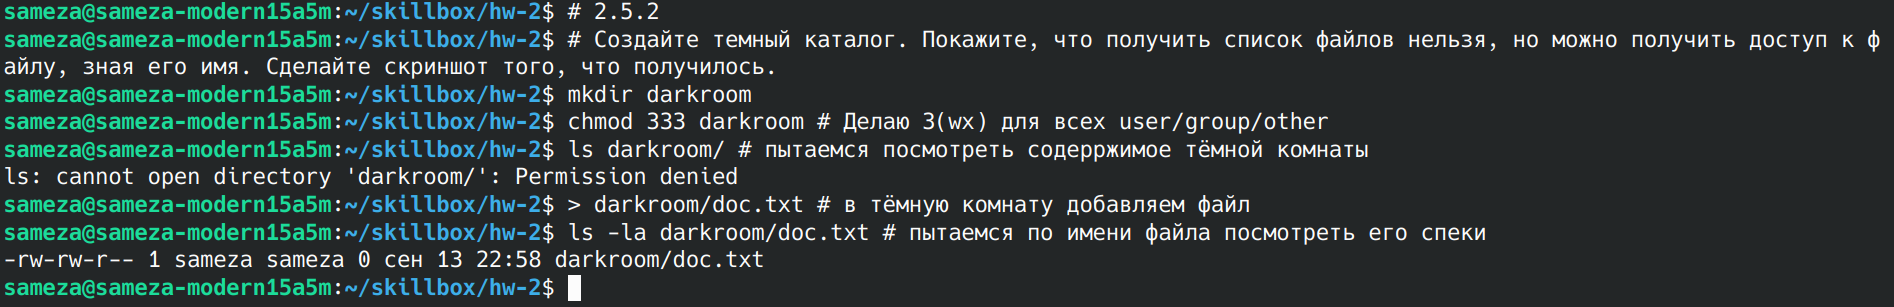 sameza@sameza-modern15a5m:~/skillbox/hw-2$ # 2.5.2
sameza@sameza-modern15a5m:~/skillbox/hw-2$ # Создайте темный каталог. Покажите, что получить список файлов нельзя, но можно получить доступ к ф
айлу, зная его имя. Сделайте скриншот того, что получилось.
sameza@sameza-modern15a5m:~/skillbox/hw-2$ mkdir darkroom
sameza@sameza-modern15a5m:~/skillbox/hw-2$ chmod 333 darkroom # Делаю 3(wx) для всех user/group/other
sameza@sameza-modern15a5m:~/skillbox/hw-2$ ls darkroom/ # пытаемся посмотреть содерржимое тёмной комнаты
ls: cannot open directory 'darkroom/': Permission denied
sameza@sameza-modern15a5m:~/skillbox/hw-2$ > darkroom/doc.txt # в тёмную комнату добавляем файл
sameza@sameza-modern15a5m:~/skillbox/hw-2$ ls -la darkroom/doc.txt # пытаемся по имени файла посмотреть его спеки
-rw-rw-r-- 1 sameza sameza 0 сен 13 22:58 darkroom/doc.txt
sameza@sameza-modern15a5m:~/skillbox/hw-2$